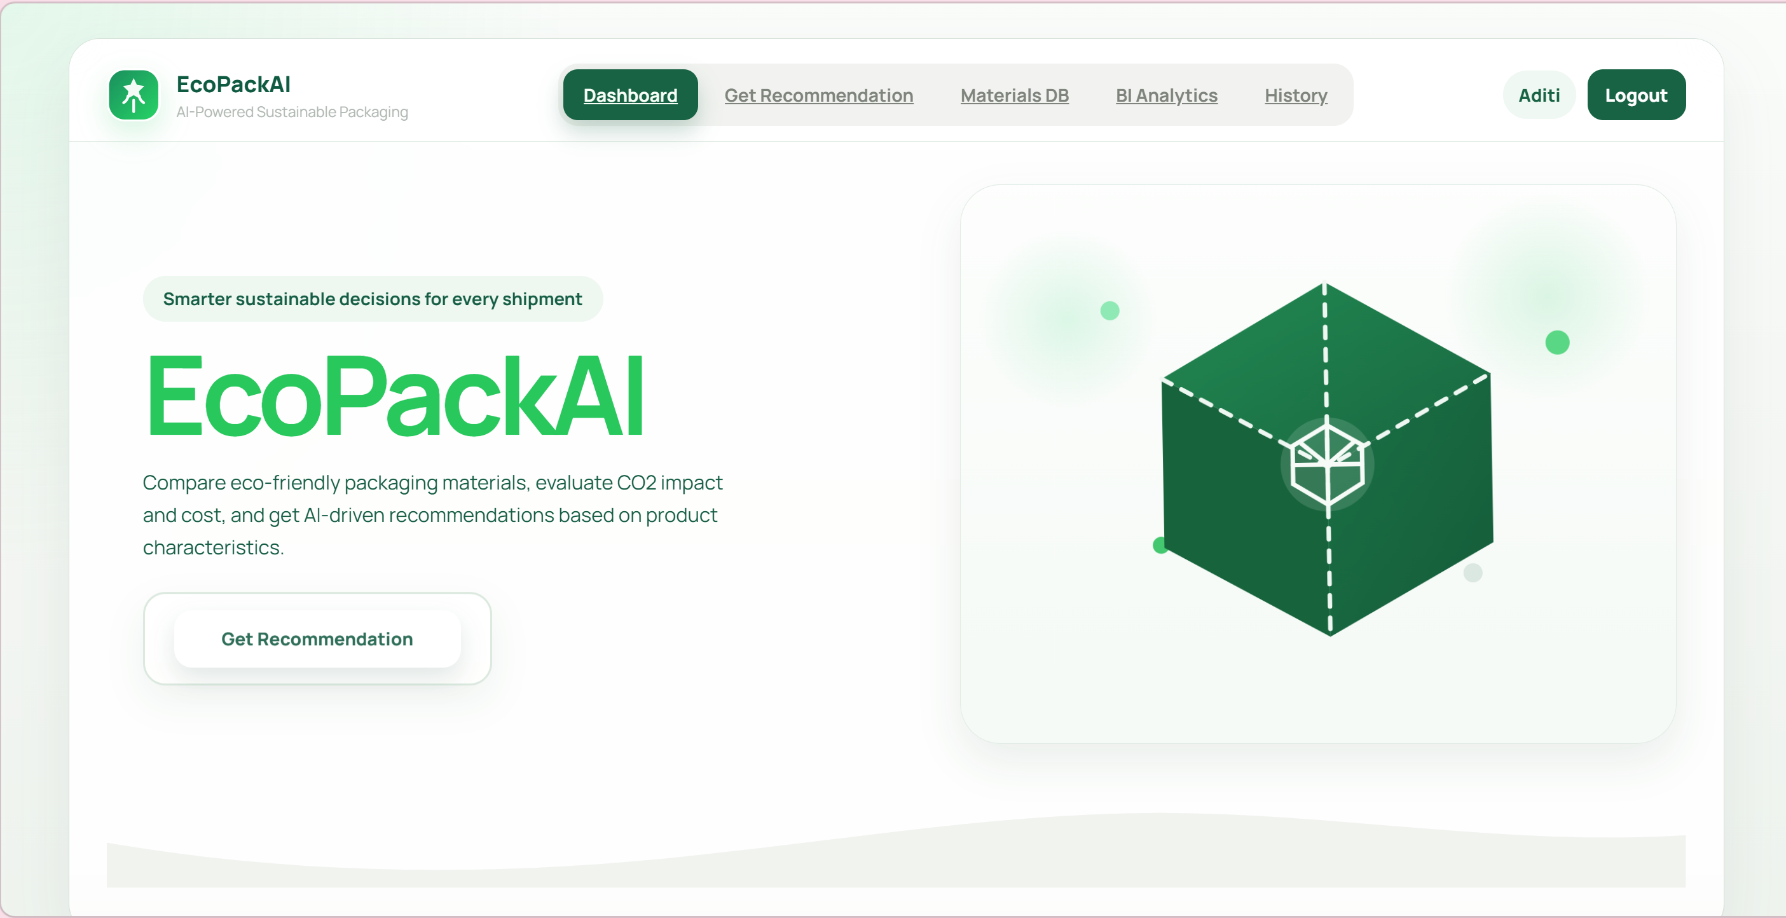 EcoPackAI
AI-Powered Sustainable Packaging
Dashboard
Get Recommendation
Materials DB
BI Analytics
History
Aditi
Logout
Smarter sustainable decisions for every shipment
EcoPackAI
Compare eco-friendly packaging materials, evaluate CO2 impact
and cost, and get AI-driven recommendations based on product
characteristics.
Get Recommendation